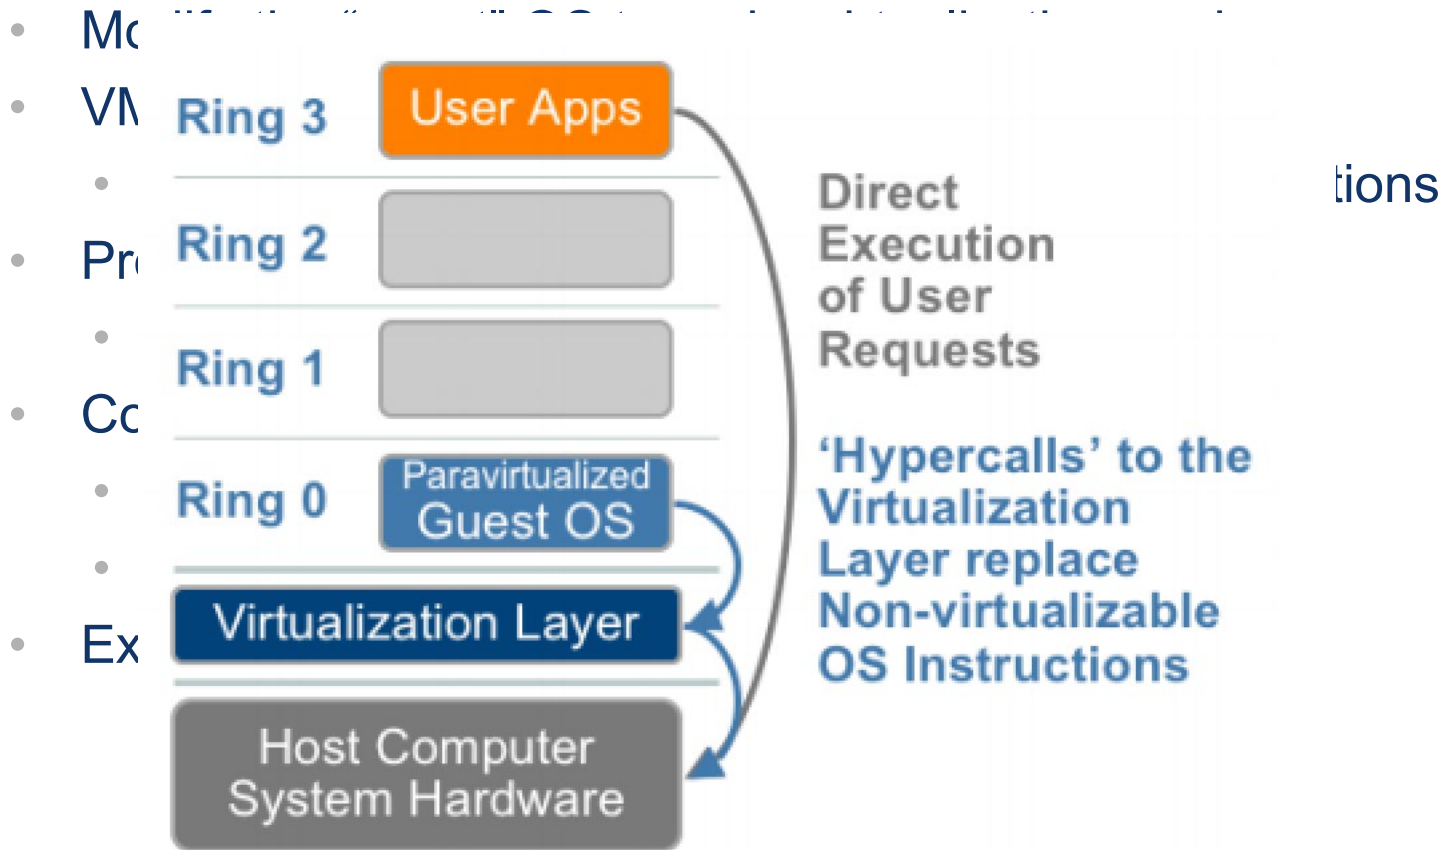 Ring 3
User Apps
Ring 2
Ring 1
Ring 0
Paravirtualized
Guest OS
Virtualization Layer
Host Computer
System Hardware
Direct
Execution
of User
Requests
‘Hypercalls’ to the
Virtualization
Layer replace
Non-virtualizable
OS Instructions